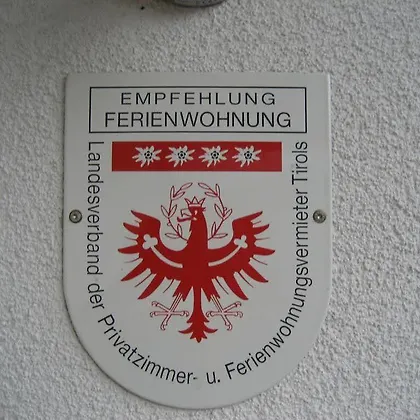 EMPFEHLUNG
FERIENWOHNUNG
Landesverband der Privatzimmer- u. Ferienwohnungsvermieter Tirols